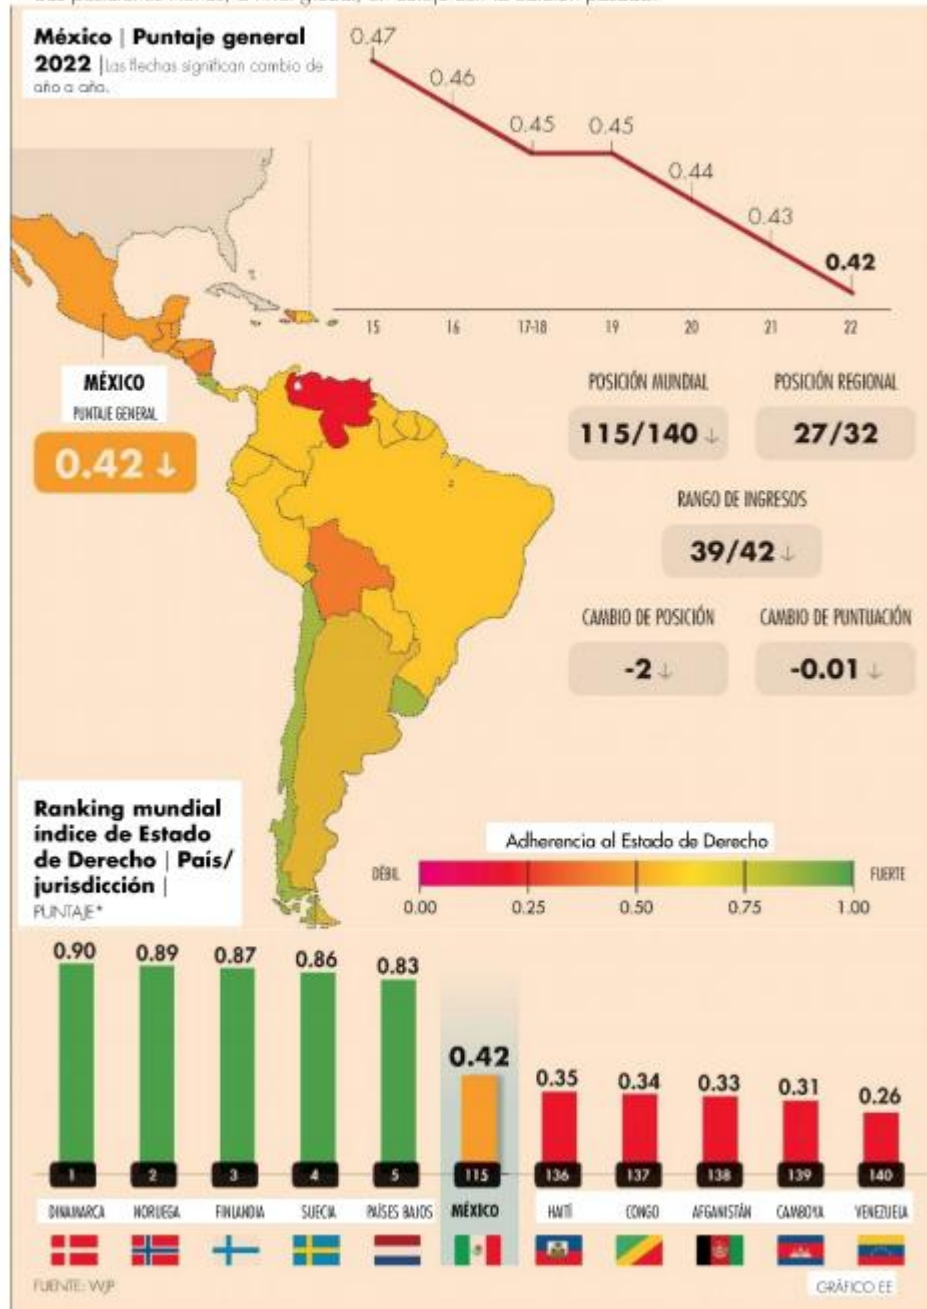 México | Puntaje general
2022 | Las flechas significan cambio de
año a año.
0.47
0.46
0.45
0.45
0.44
0.43
0.42
15
16
17-18
19
20
21
22
MÉXICO
PUNTAJE GENERAL
0.42 ↓
POSICIÓN MUNDIAL
115/140 ↓
POSICIÓN REGIONAL
27/32
RANGO DE INGRESOS
39/42 ↓
CAMBIO DE POSICIÓN
-2 ↓
CAMBIO DE PUNTUACIÓN
-0.01 ↓
Ranking mundial
índice de Estado
de Derecho | País/
jurisdicción |
PUNTAJE*
Adherencia al Estado de Derecho
DÉBIL
FUERTE
0.00
0.25
0.50
0.75
1.00
0.90
0.89
0.87
0.86
0.83
0.42
0.35
0.34
0.33
0.31
0.26
1
2
3
4
5
115
136
137
138
139
140
DINAMARCA
NORUEGA
FINLANDIA
SUECIA
PAÍSES BAJOS
MÉXICO
HAITÍ
CONGO
AFGANISTÁN
CAMBOYA
VENEZUELA
FUENTE: WJP
GRÁFICO EE